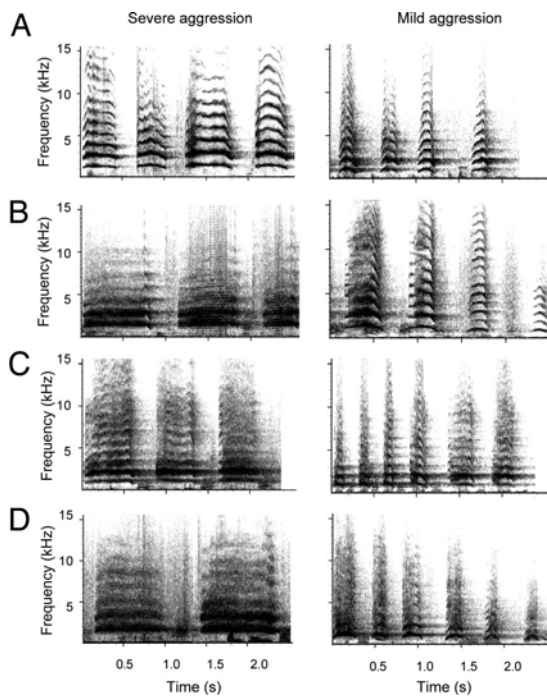 Severe aggression Mild aggression
A
Frequency (kHz)
15
10
5
B
Frequency (kHz)
15
10
5
C
Frequency (kHz)
15
10
5
D
Frequency (kHz)
15
10
5
0.5 1.0 1.5 2.0 0.5 1.0 1.5 2.0
Time (s) Time (s)